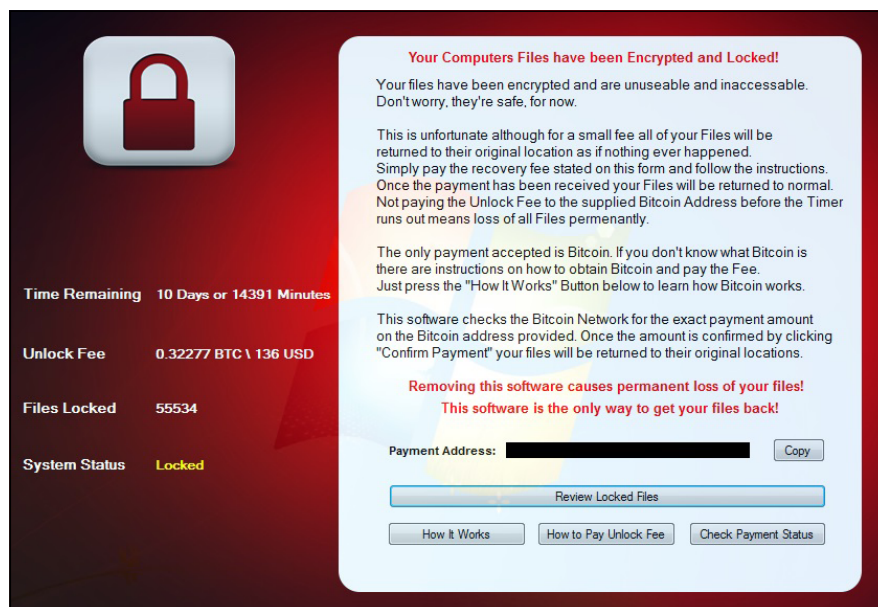 Your Computers Files have been Encrypted and Locked!
Your files have been encrypted and are unuseable and inaccessable.
Don't worry, they're safe, for now.
This is unfortunate although for a small fee all of your Files will be
returned to their original location as if nothing ever happened.
Simply pay the recovery fee stated on this form and follow the instructions.
Once the payment has been received your Files will be returned to normal.
Not paying the Unlock Fee to the supplied Bitcoin Address before the Timer
runs out means loss of all Files permenantly.
The only payment accepted is Bitcoin. If you don't know what Bitcoin is
there are instructions on how to obtain Bitcoin and pay the Fee.
Just press the "How It Works" Button below to learn how Bitcoin works.
This software checks the Bitcoin Network for the exact payment amount
on the Bitcoin address provided. Once the amount is confirmed by clicking
"Confirm Payment" your files will be returned to their original locations.
Removing this software causes permanent loss of your files!
This software is the only way to get your files back!
Time Remaining 10 Days or 14391 Minutes
Unlock Fee 0.32277 BTC \ 136 USD
Files Locked 55534
System Status Locked
Payment Address: Copy
Review Locked Files
How It Works How to Pay Unlock Fee Check Payment Status